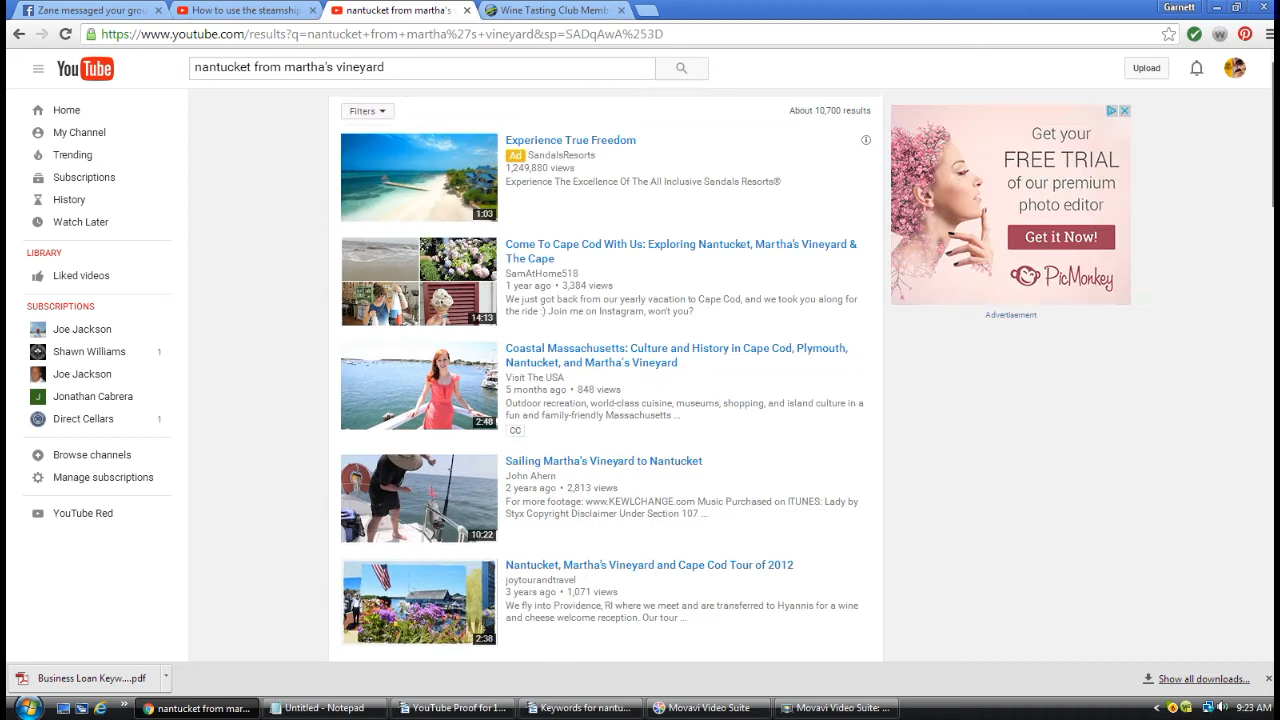 Zane messaged your grou
How to use the steamship
nantucket from martha's
Wine Tasting Club Memb
Garnett
https://www.youtube.com/results?q=nantucket+from+martha%27s+vineyard&sp=SADqAwA%253D
YouTube
nantucket from martha's vineyard
Upload
Home
My Channel
Trending
Subscriptions
History
Watch Later
LIBRARY
Liked videos
SUBSCRIPTIONS
Joe Jackson
Shawn Williams 1
Joe Jackson
J Jonathan Cabrera
Direct Cellars 1
Browse channels
Manage subscriptions
YouTube Red
Filters
About 10,700 results
1:03
Experience True Freedom
Ad SandalsResorts
1,249,880 views
Experience The Excellence Of The All Inclusive Sandals Resorts®
14:13
Come To Cape Cod With Us: Exploring Nantucket, Martha's Vineyard &
The Cape
SamAtHome518
1 year ago • 3,384 views
We just got back from our yearly vacation to Cape Cod, and we took you along for
the ride :) Join me on Instagram, won't you?
2:48
Coastal Massachusetts: Culture and History in Cape Cod, Plymouth,
Nantucket, and Martha's Vineyard
Visit The USA
5 months ago • 848 views
Outdoor recreation, world-class cuisine, museums, shopping, and island culture in a
fun and family-friendly Massachusetts ...
CC
10:22
Sailing Martha's Vineyard to Nantucket
John Ahern
2 years ago • 2,813 views
For more footage: www.KEWLCHANGE.com Music Purchased on ITUNES: Lady by
Styx Copyright Disclaimer Under Section 107 ...
2:38
Nantucket, Martha's Vineyard and Cape Cod Tour of 2012
joytourandtravel
3 years ago • 1,071 views
We fly into Providence, RI where we meet and are transferred to Hyannis for a wine
and cheese welcome reception. Our tour ...
Get your
FREE TRIAL
of our premium
photo editor
Get it Now!
PicMonkey
Advertisement
Business Loan Keyw....pdf
Show all downloads...
nantucket from mar...
Untitled - Notepad
YouTube Proof for 1...
Keywords for nantu...
Movavi Video Suite
Movavi Video Suite: ...
9:23 AM